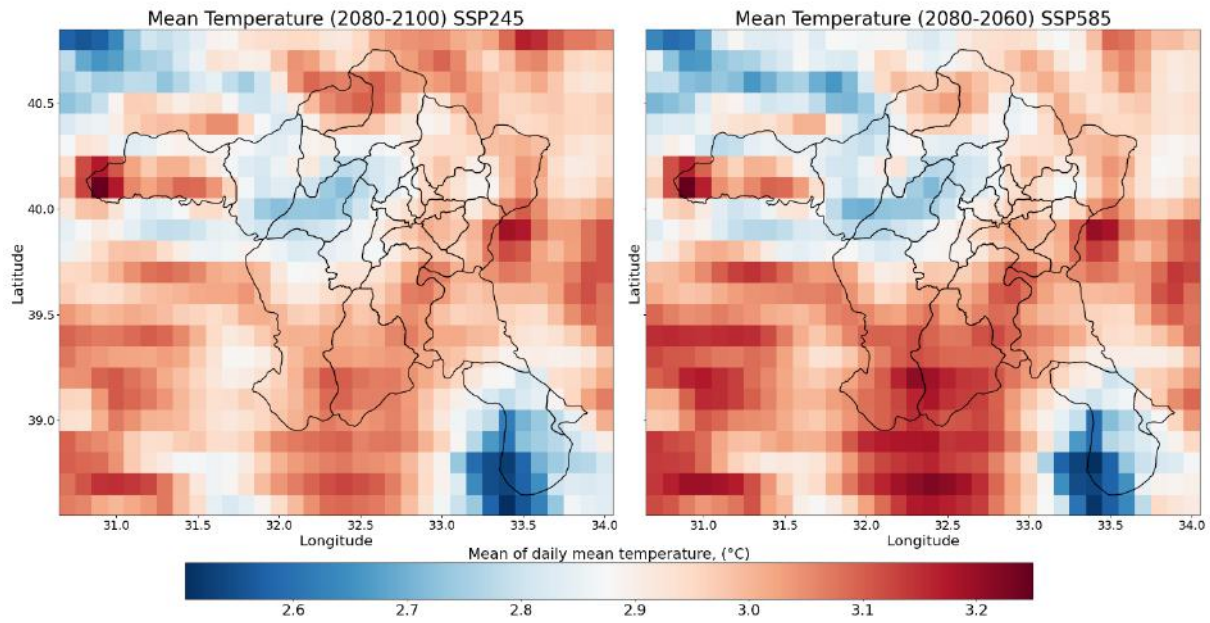 Mean Temperature (2080-2100) SSP245
Mean Temperature (2080-2060) SSP585
Latitude
40.5
40.0
39.5
39.0
31.0 31.5 32.0 32.5 33.0 33.5 34.0
Longitude
Latitude
40.5
40.0
39.5
39.0
31.0 31.5 32.0 32.5 33.0 33.5 34.0
Longitude
Mean of daily mean temperature, (°C)
2.6 2.7 2.8 2.9 3.0 3.1 3.2